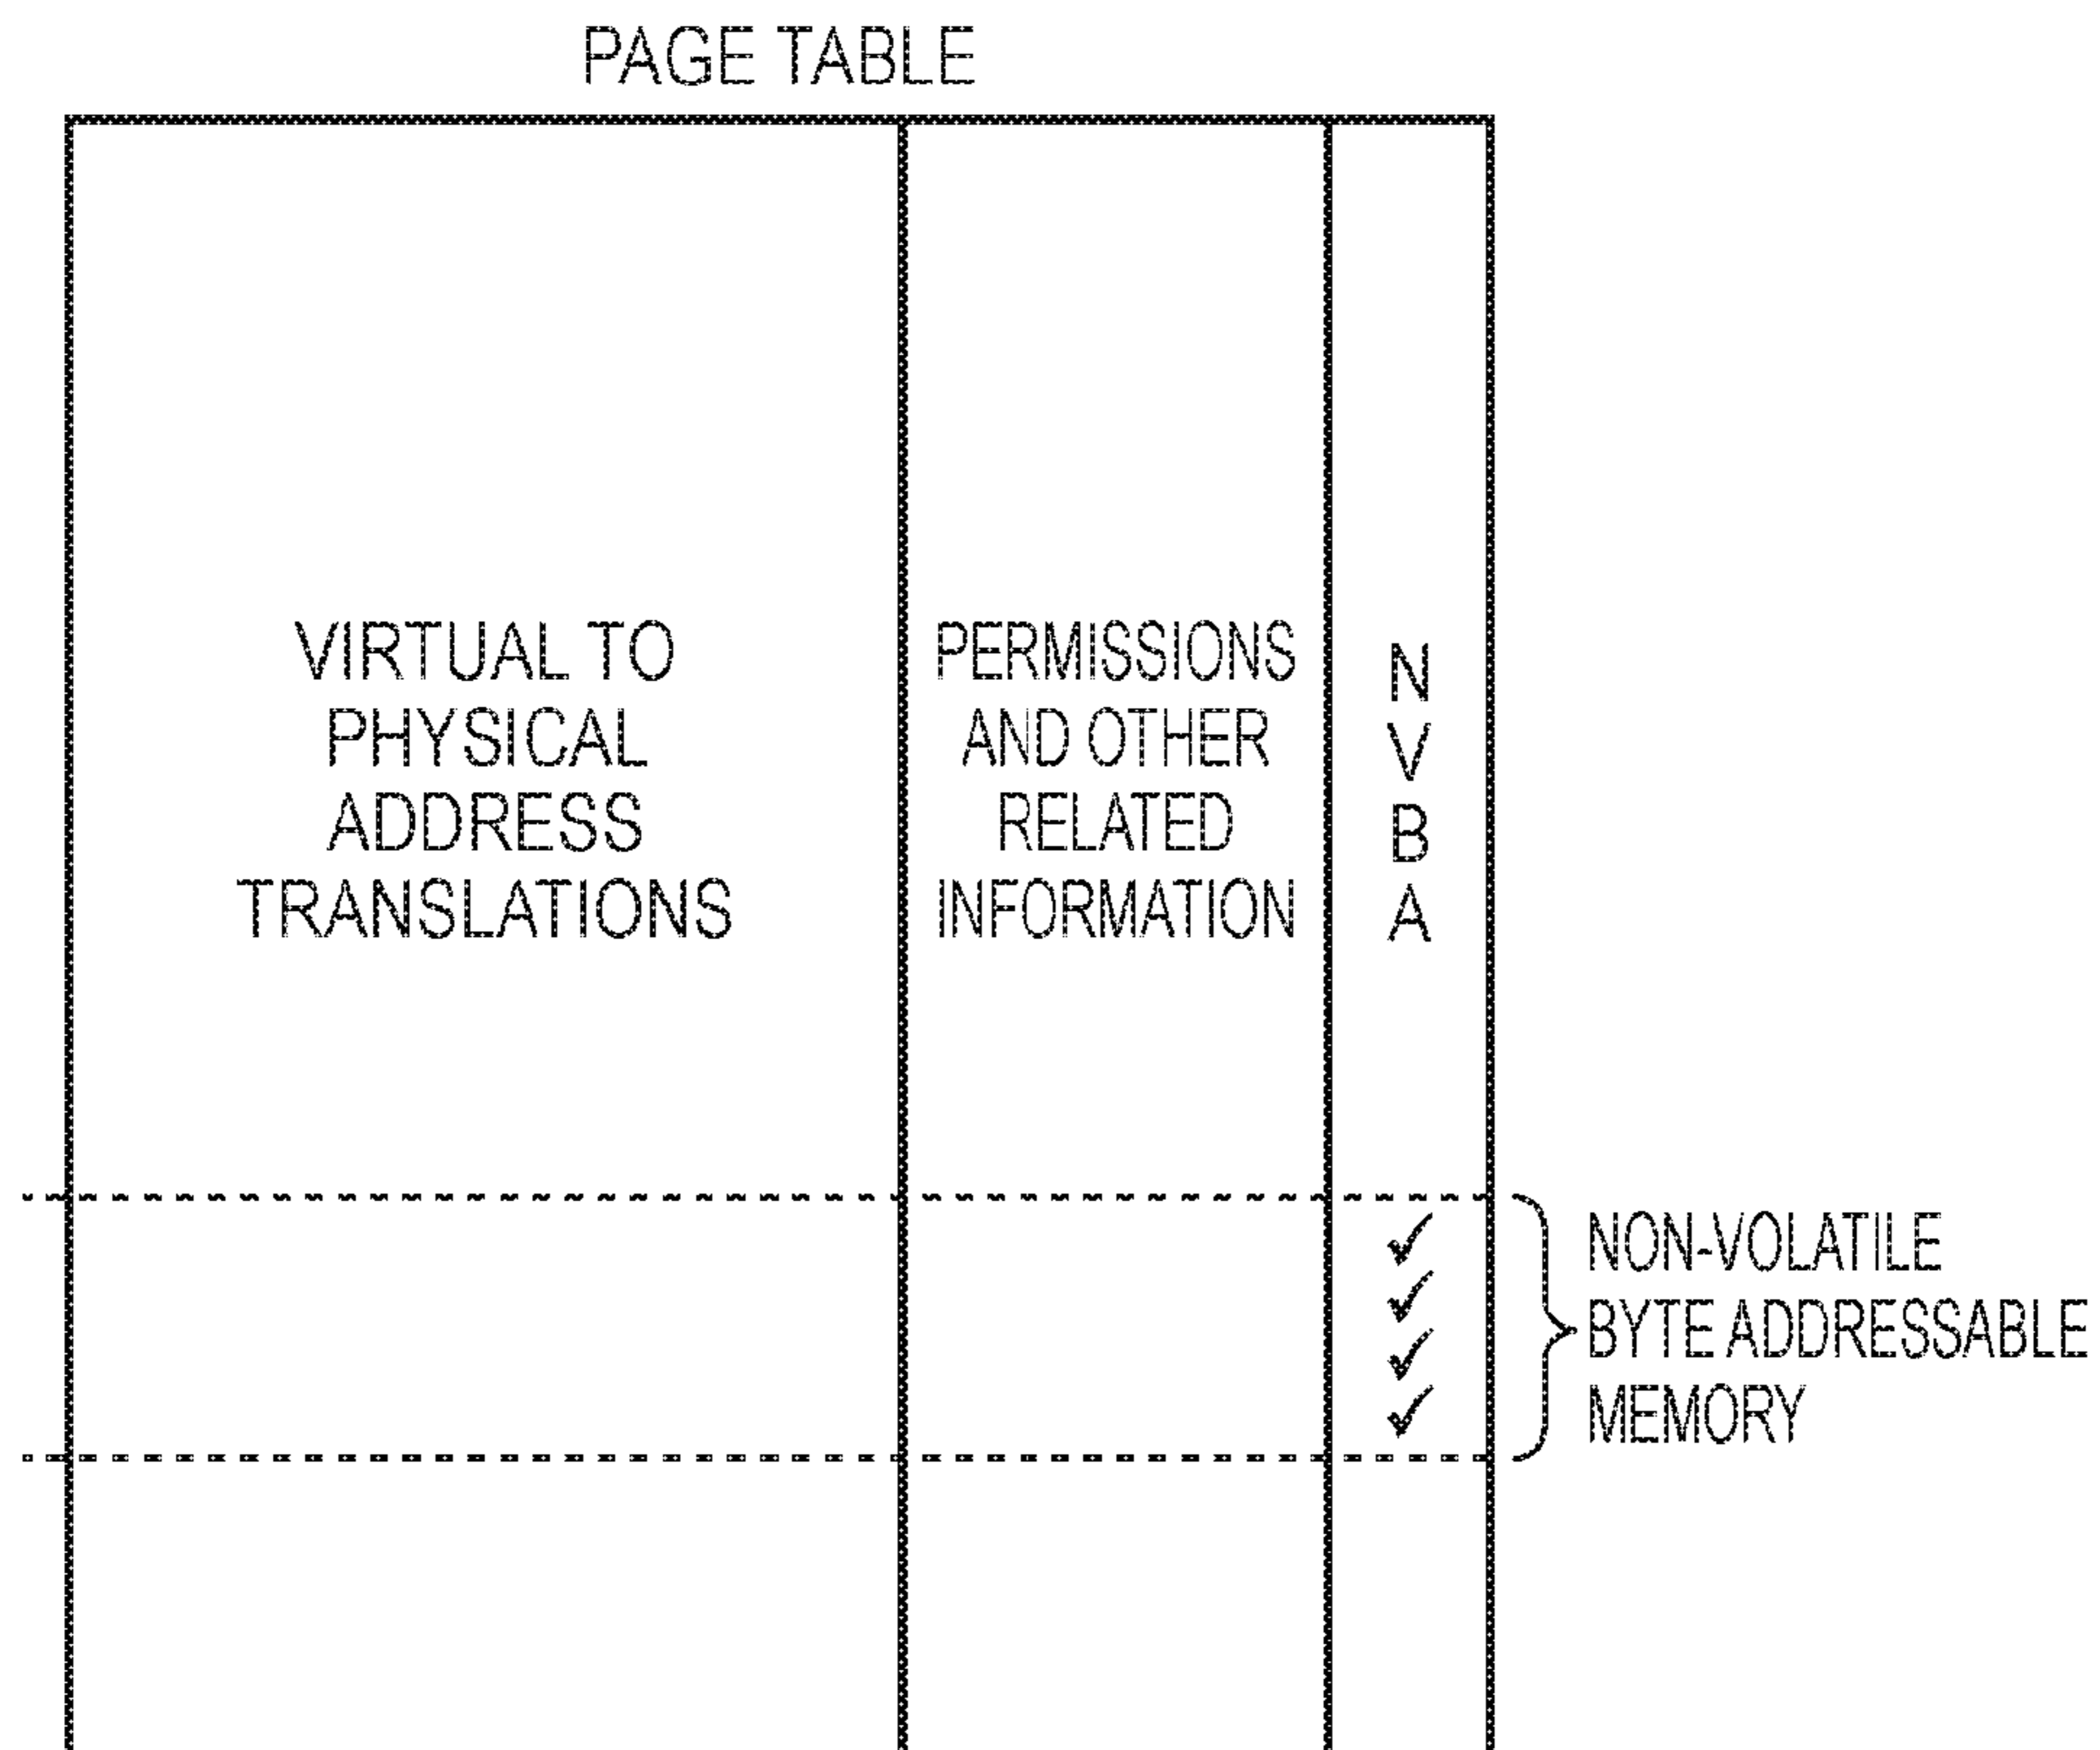 PAGE TABLE
VIRTUAL TO
PHYSICAL
ADDRESS
TRANSLATIONS
PERMISSIONS
AND OTHER
RELATED
INFORMATION
N
V
B
A
NON-VOLATILE
BYTE ADDRESSABLE
MEMORY